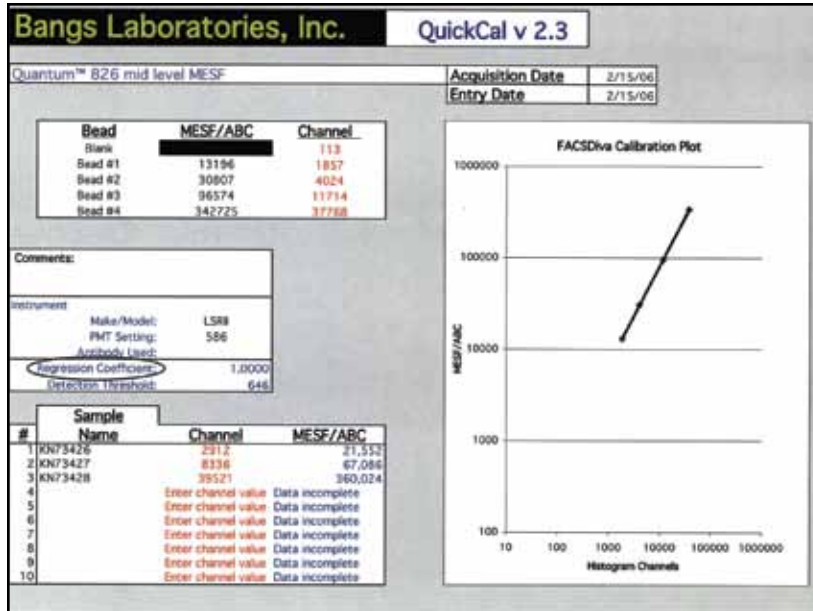 Bangs Laboratories, Inc.
QuickCal v 2.3
Quantum™ 826 mid level MESF
Acquisition Date 2/15/06
Entry Date 2/15/06
Bead MESF/ABC Channel
Blank 113
Bead #1 13196 1857
Bead #2 30807 4024
Bead #3 96574 11714
Bead #4 342725 37768
Comments:
Instrument
Make/Model: LSRII
PMT Setting: 586
Antibody Used:
Regression Coefficient: 1.0000
Detection Threshold: 646
Sample
# Name Channel MESF/ABC
1 KN73426 2912 21,552
2 KN73427 8336 67,086
3 KN73428 39521 360,024
4 Enter channel value Data incomplete
5 Enter channel value Data incomplete
6 Enter channel value Data incomplete
7 Enter channel value Data incomplete
8 Enter channel value Data incomplete
9 Enter channel value Data incomplete
10 Enter channel value Data incomplete
FACSDiva Calibration Plot
1000000
100000
10000
1000
100
MESF/ABC
10 100 1000 10000 100000 1000000
Histogram Channels